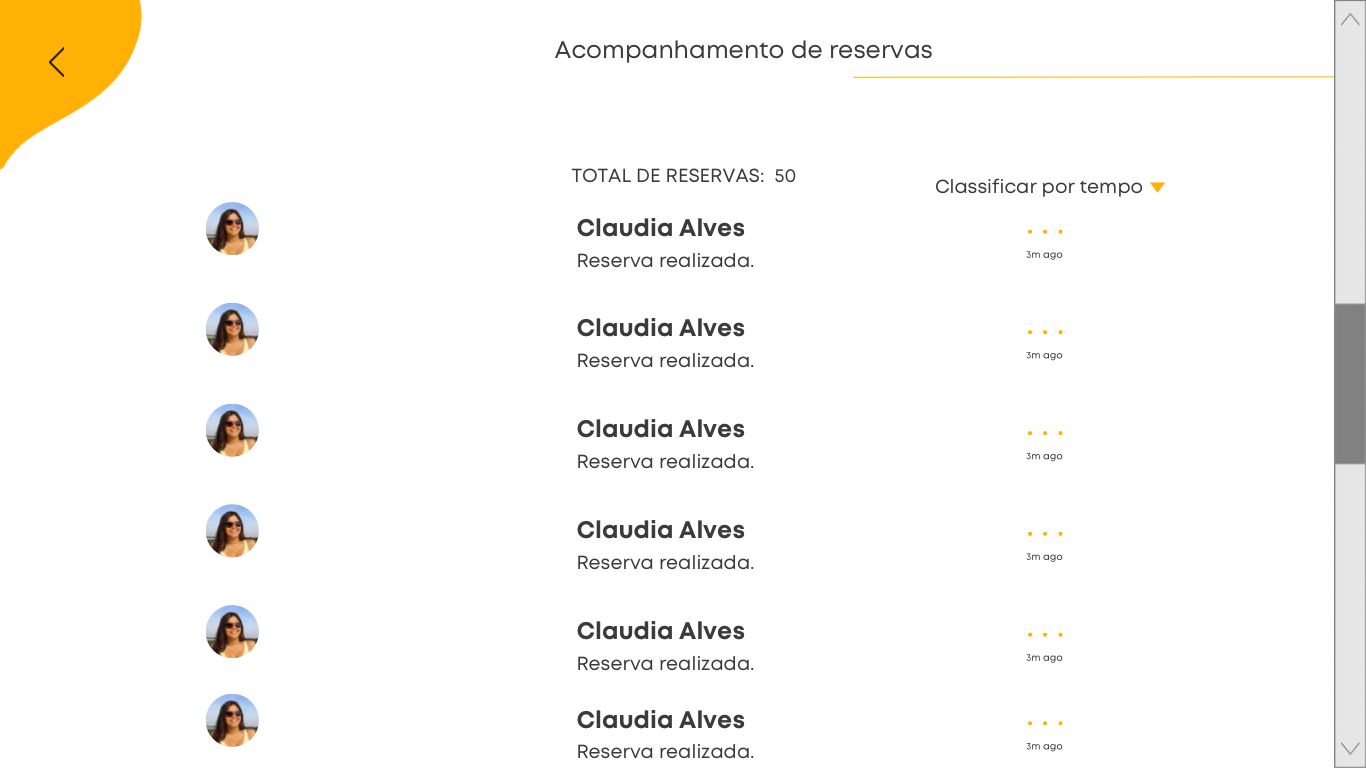 Acompanhamento de reservas
TOTAL DE RESERVAS: 50
Classificar por tempo
Claudia Alves
Reserva realizada.
3m ago
Claudia Alves
Reserva realizada.
3m ago
Claudia Alves
Reserva realizada.
3m ago
Claudia Alves
Reserva realizada.
3m ago
Claudia Alves
Reserva realizada.
3m ago
Claudia Alves
Reserva realizada.
3m ago